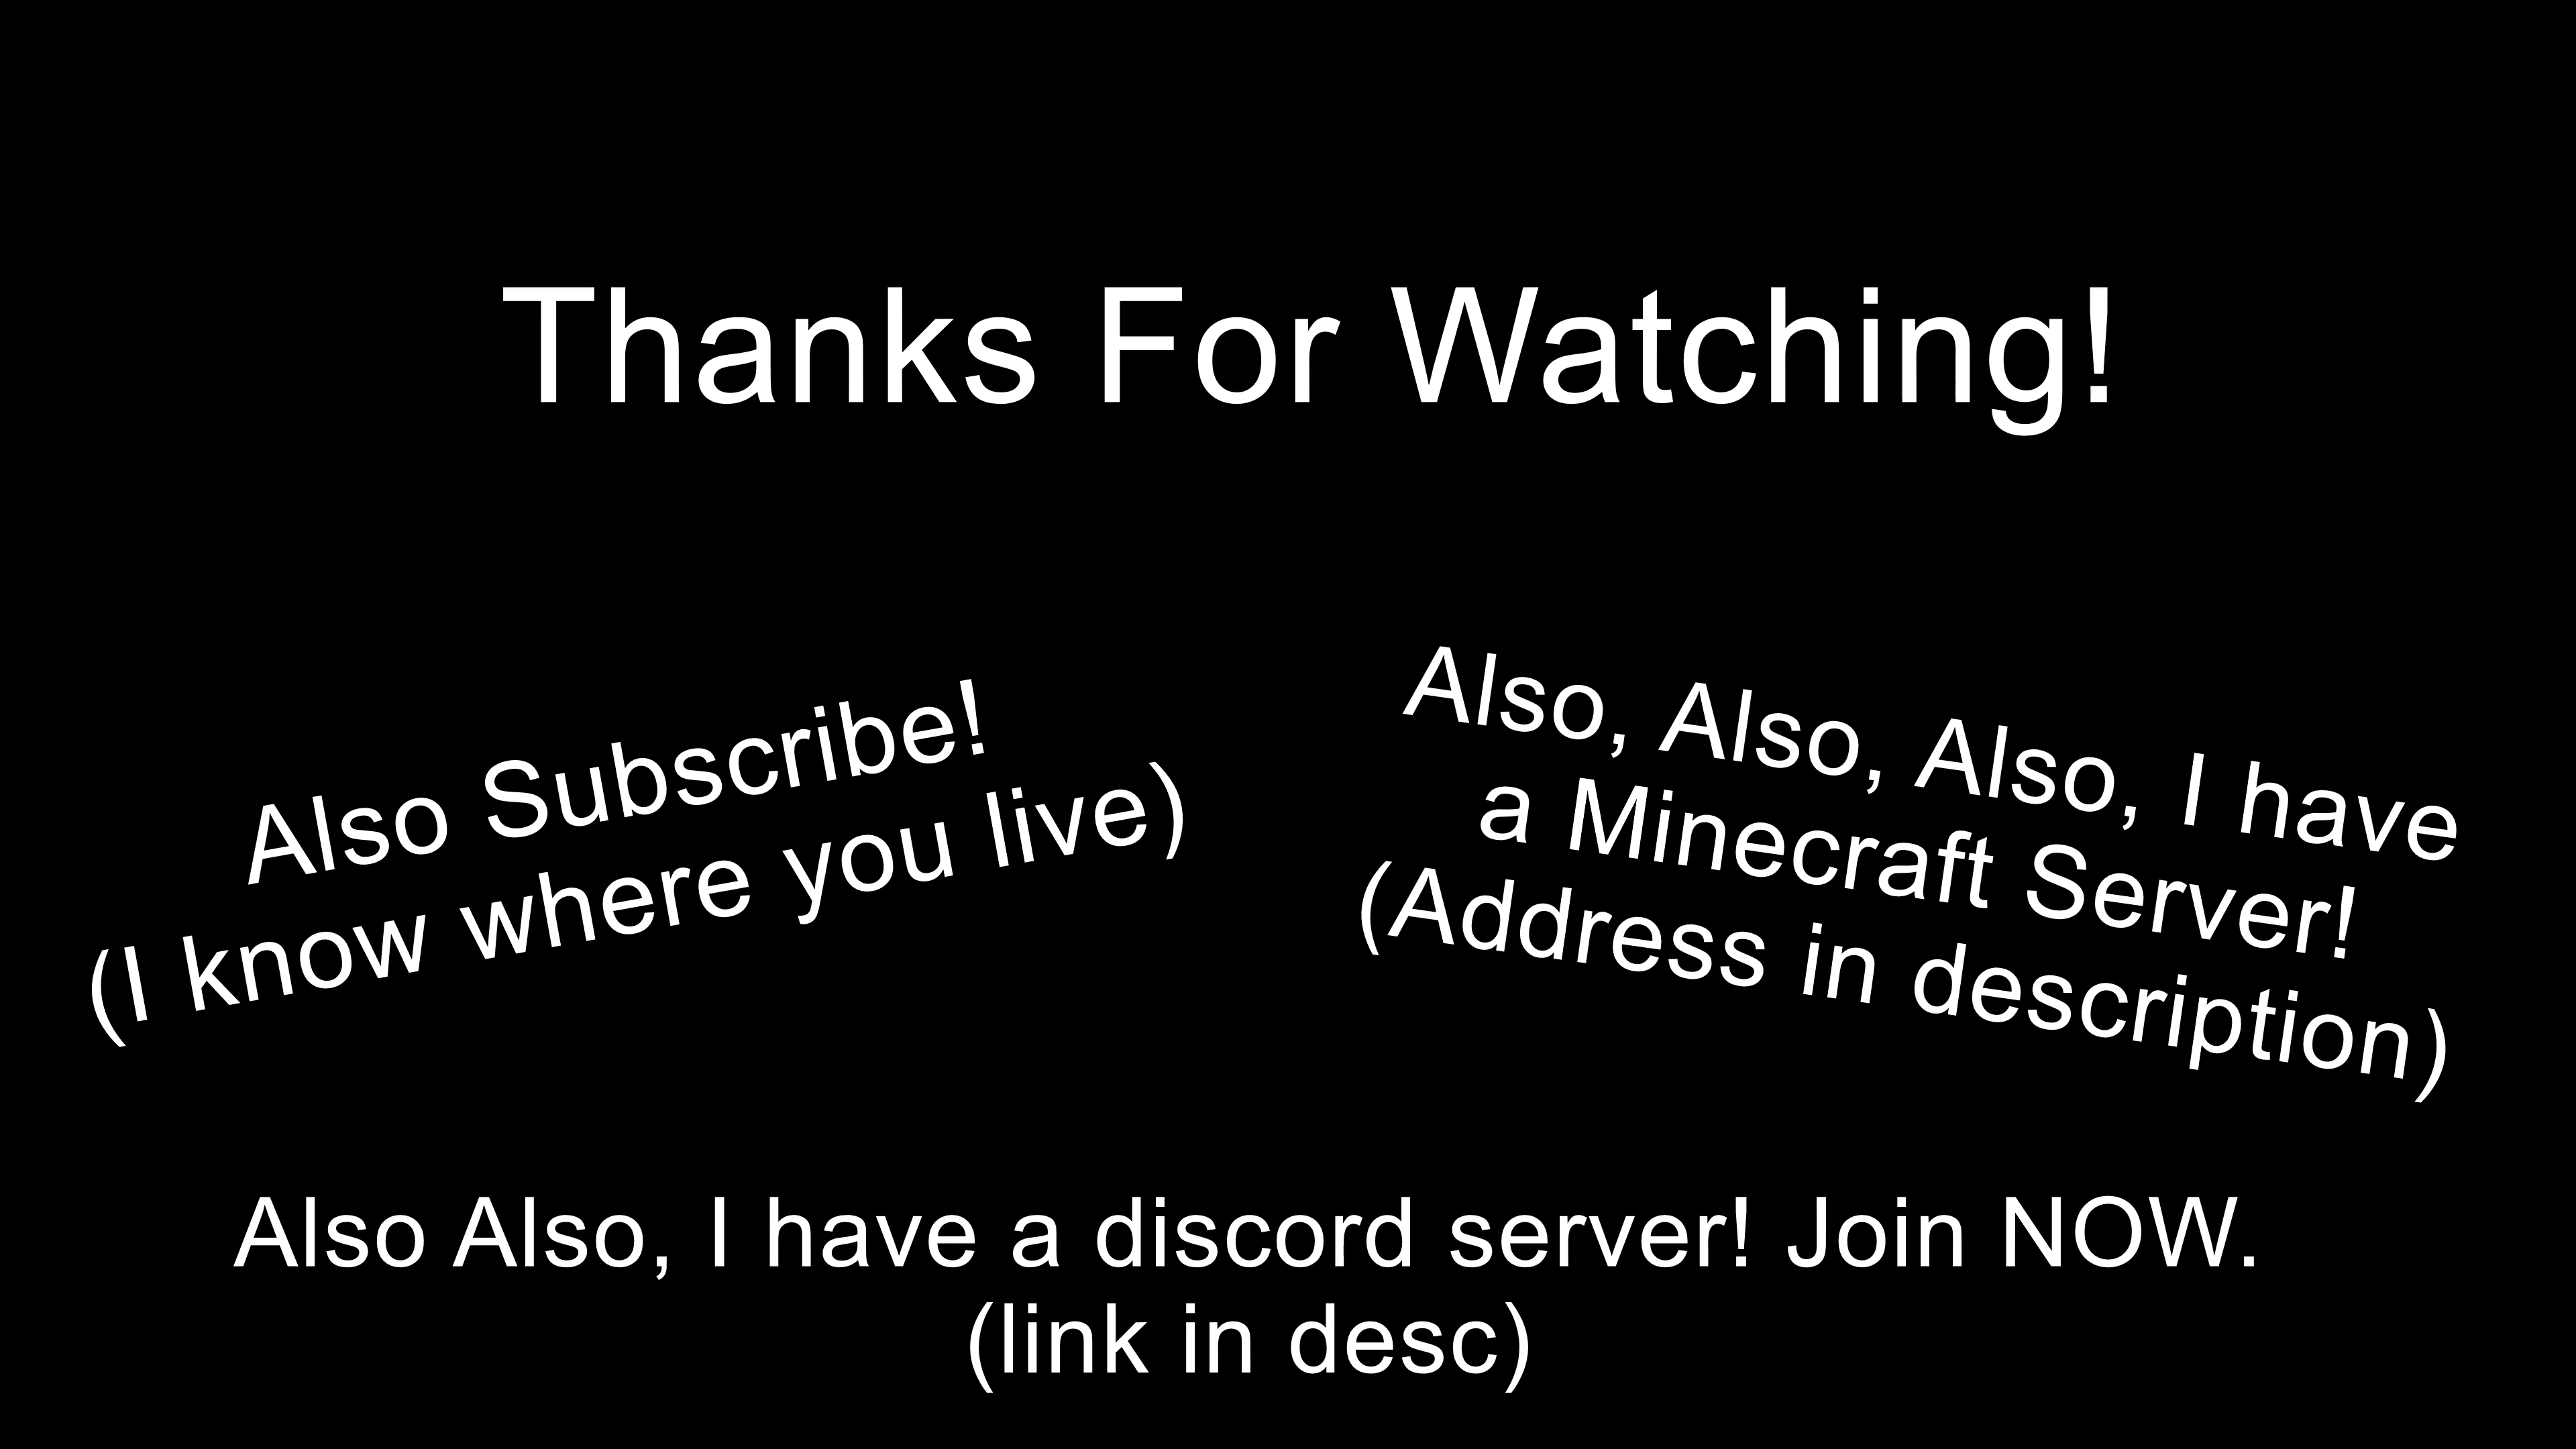 Thanks For Watching!
Also Subscribe!
(I know where you live)
Also, Also, Also, I have
a Minecraft Server!
(Address in description)
Also Also, I have a discord server! Join NOW.
(link in desc)